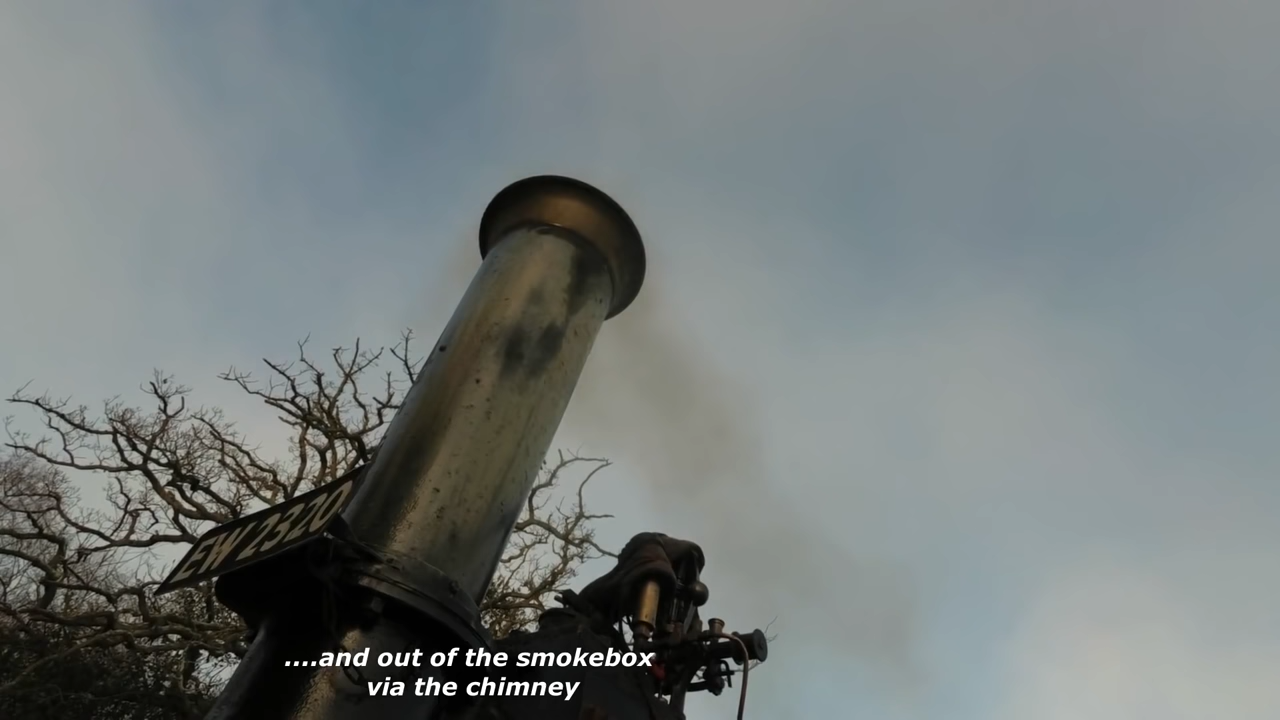 EW 2320
....and out of the smokebox
via the chimney